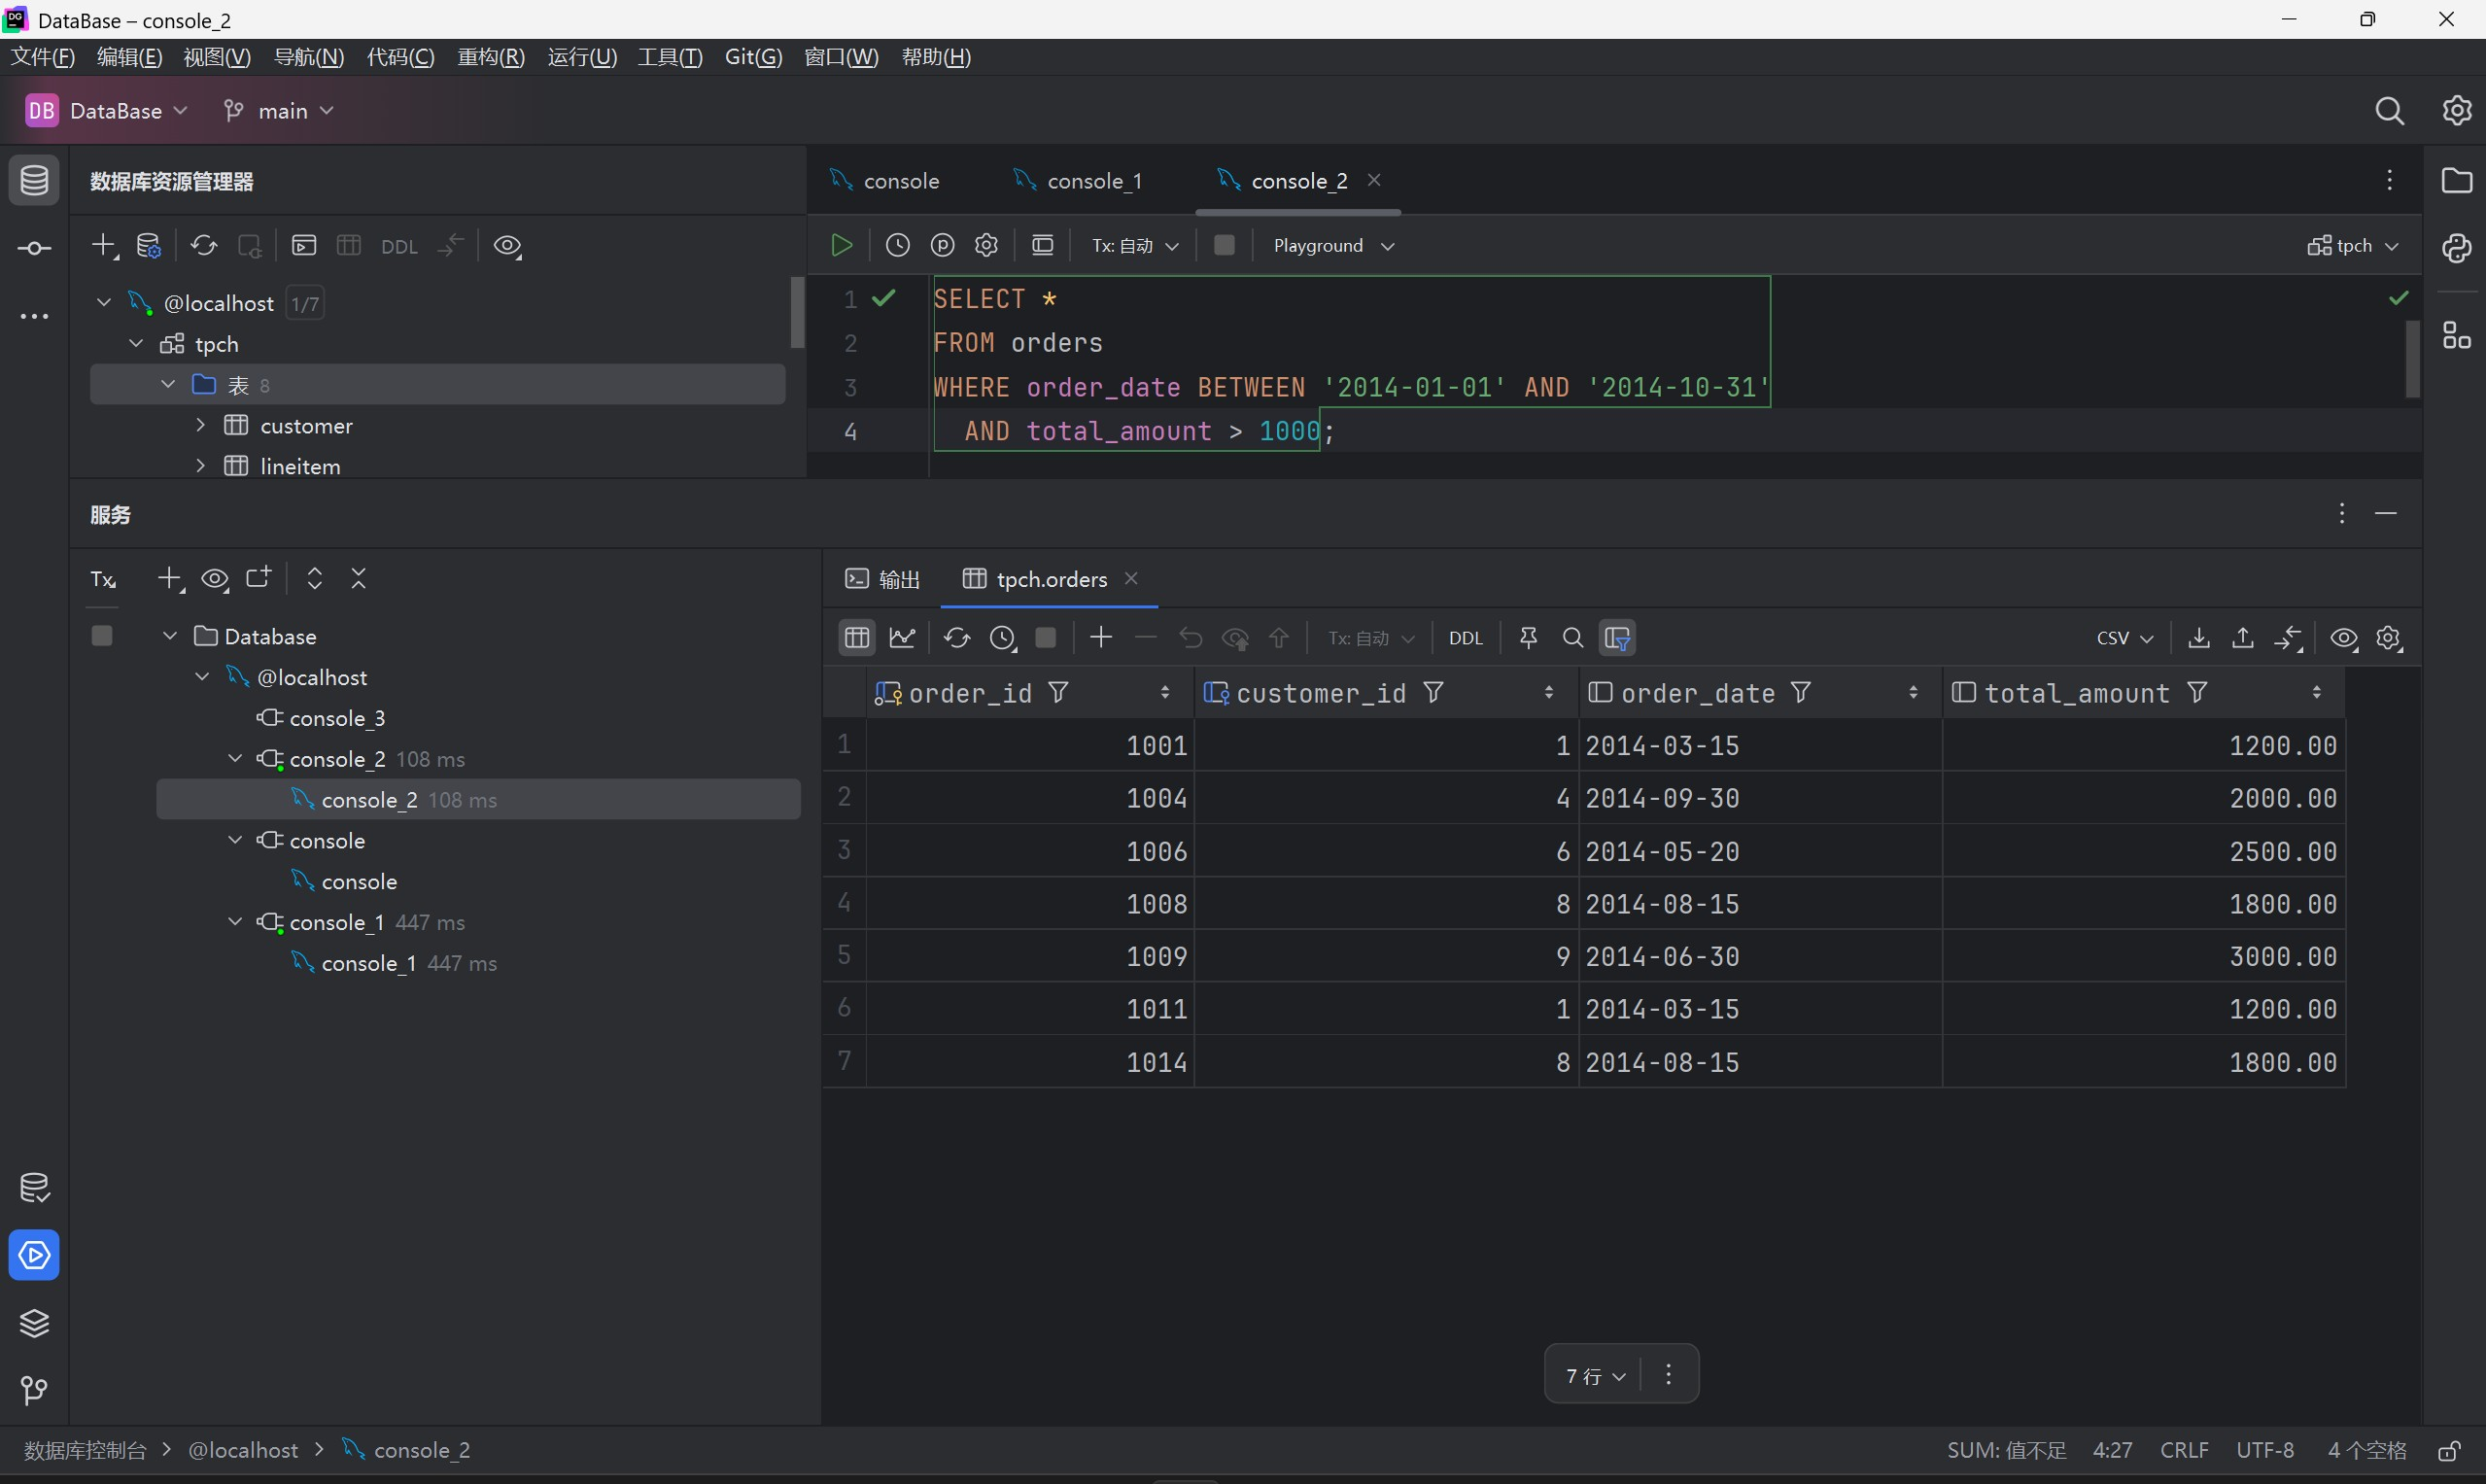 DataBase – console_2
文件(F) 编辑(E) 视图(V) 导航(N) 代码(C) 重构(R) 运行(U) 工具(T) Git(G) 窗口(W) 帮助(H)
DB DataBase main
数据库资源管理器
DDL
@localhost 1/7
tpch
表 8
customer
lineitem
console console_1 console_2
Tx: 自动 Playground tpch
1 SELECT *
2 FROM orders
3 WHERE order_date BETWEEN '2014-01-01' AND '2014-10-31'
4 AND total_amount > 1000;
服务
Tx
Database
@localhost
console_3
console_2 108 ms
console_2 108 ms
console
console
console_1 447 ms
console_1 447 ms
输出 tpch.orders
Tx: 自动 DDL CSV
order_id customer_id order_date total_amount
1 1001 1 2014-03-15 1200.00
2 1004 4 2014-09-30 2000.00
3 1006 6 2014-05-20 2500.00
4 1008 8 2014-08-15 1800.00
5 1009 9 2014-06-30 3000.00
6 1011 1 2014-03-15 1200.00
7 1014 8 2014-08-15 1800.00
7 行
数据库控制台 @localhost console_2
SUM: 值不足 4:27 CRLF UTF-8 4 个空格